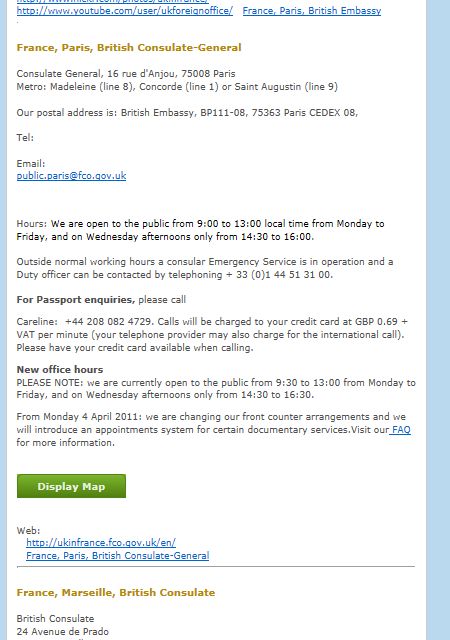 http://www.youtube.com/user/ukforeignoffice/ France, Paris, British Embassy
France, Paris, British Consulate-General
Consulate General, 16 rue d'Anjou, 75008 Paris
Metro: Madeleine (line 8), Concorde (line 1) or Saint Augustin (line 9)
Our postal address is: British Embassy, BP111-08, 75363 Paris CEDEX 08,
Tel:
Email:
public.paris@fco.gov.uk
Hours: We are open to the public from 9:00 to 13:00 local time from Monday to
Friday, and on Wednesday afternoons only from 14:30 to 16:00.
Outside normal working hours a consular Emergency Service is in operation and a
Duty officer can be contacted by telephoning + 33 (0)1 44 51 31 00.
For Passport enquiries, please call
Careline: +44 208 082 4729. Calls will be charged to your credit card at GBP 0.69 +
VAT per minute (your telephone provider may also charge for the international call).
Please have your credit card available when calling.
New office hours
PLEASE NOTE: we are currently open to the public from 9:30 to 13:00 from Monday to
Friday, and on Wednesday afternoons only from 14:30 to 16:30.
From Monday 4 April 2011: we are changing our front counter arrangements and we
will introduce an appointments system for certain documentary services.Visit our FAQ
for more information.
Display Map
Web:
http://ukinfrance.fco.gov.uk/en/
France, Paris, British Consulate-General
France, Marseille, British Consulate
British Consulate
24 Avenue de Prado